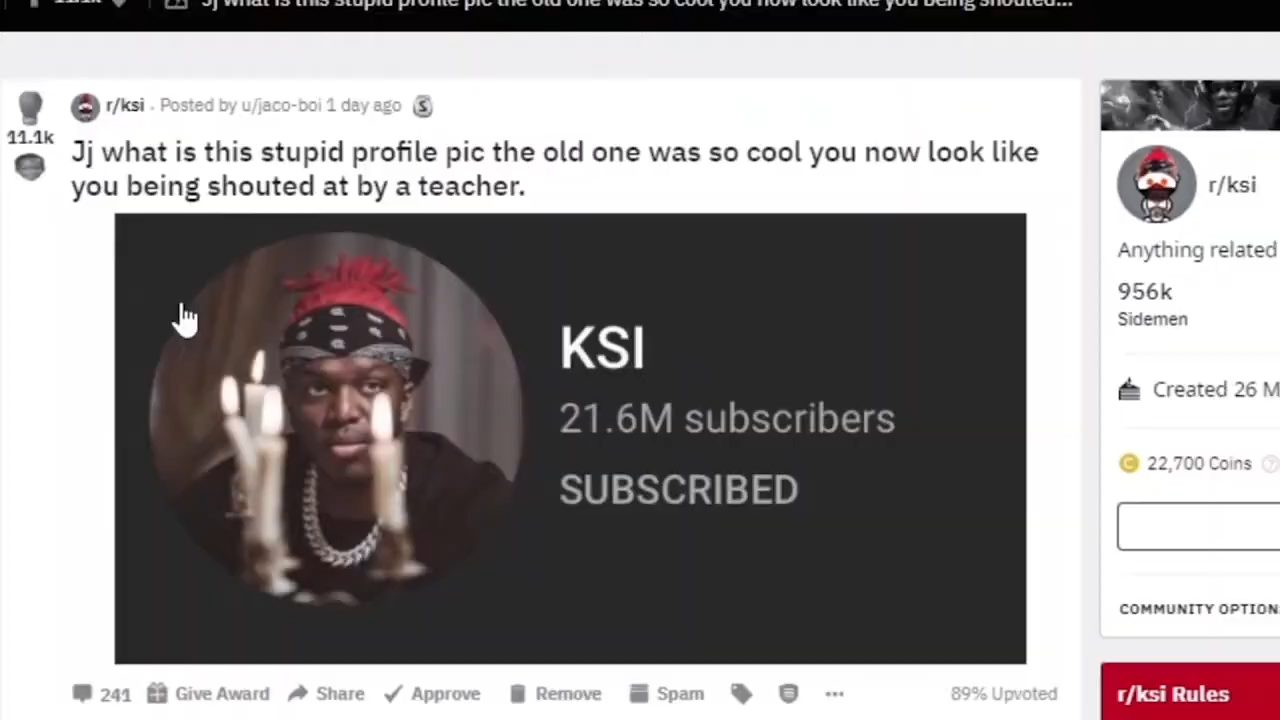 11.1k Jj what is this stupid profile pic the old one was so cool you now look like you being shouted...
r/ksi · Posted by u/jaco-boi 1 day ago
11.1k
Jj what is this stupid profile pic the old one was so cool you now look like
you being shouted at by a teacher.
KSI
21.6M subscribers
SUBSCRIBED
241 Give Award Share Approve Remove Spam ... 89% Upvoted
r/ksi
Anything related
956k
Sidemen
Created 26 M
22,700 Coins
COMMUNITY OPTION
r/ksi Rules